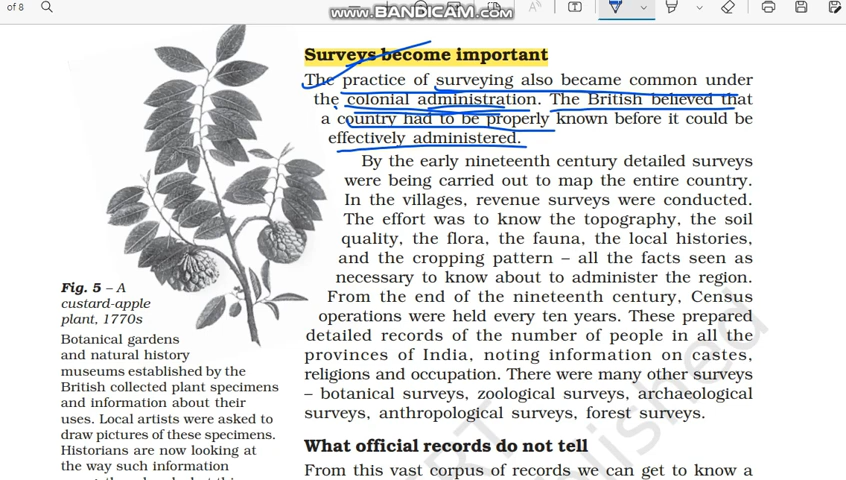 of 8
www.BANDICAM.com
Surveys become important
The practice of surveying also became common under
the colonial administration. The British believed that
a country had to be properly known before it could be
effectively administered.
By the early nineteenth century detailed surveys
were being carried out to map the entire country.
In the villages, revenue surveys were conducted.
The effort was to know the topography, the soil
quality, the flora, the fauna, the local histories,
and the cropping pattern – all the facts seen as
necessary to know about to administer the region.
From the end of the nineteenth century, Census
operations were held every ten years. These prepared
detailed records of the number of people in all the
provinces of India, noting information on castes,
religions and occupation. There were many other surveys
– botanical surveys, zoological surveys, archaeological
surveys, anthropological surveys, forest surveys.
What official records do not tell
From this vast corpus of records we can get to know a
Fig. 5 – A
custard-apple
plant, 1770s
Botanical gardens
and natural history
museums established by the
British collected plant specimens
and information about their
uses. Local artists were asked to
draw pictures of these specimens.
Historians are now looking at
the way such information